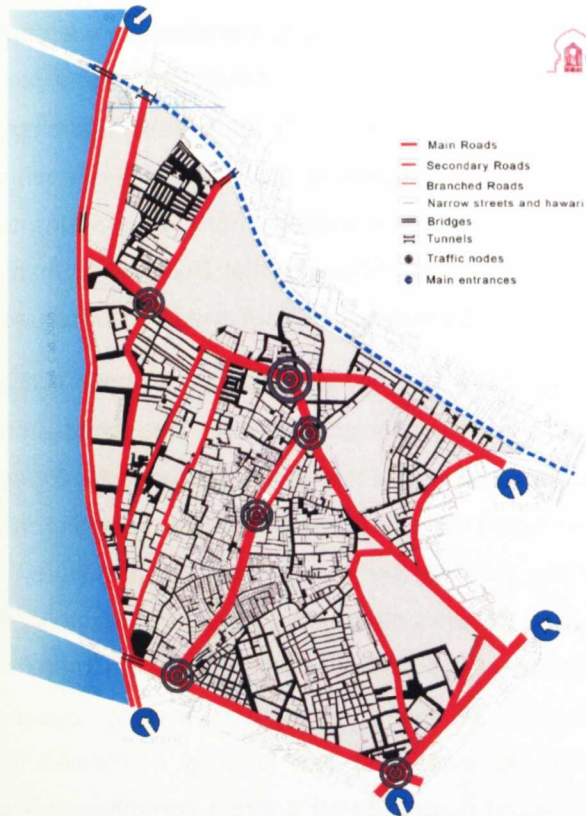 Main Roads
Secondary Roads
Branched Roads
Narrow streets and hawari
Bridges
Tunnels
Traffic nodes
Main entrances